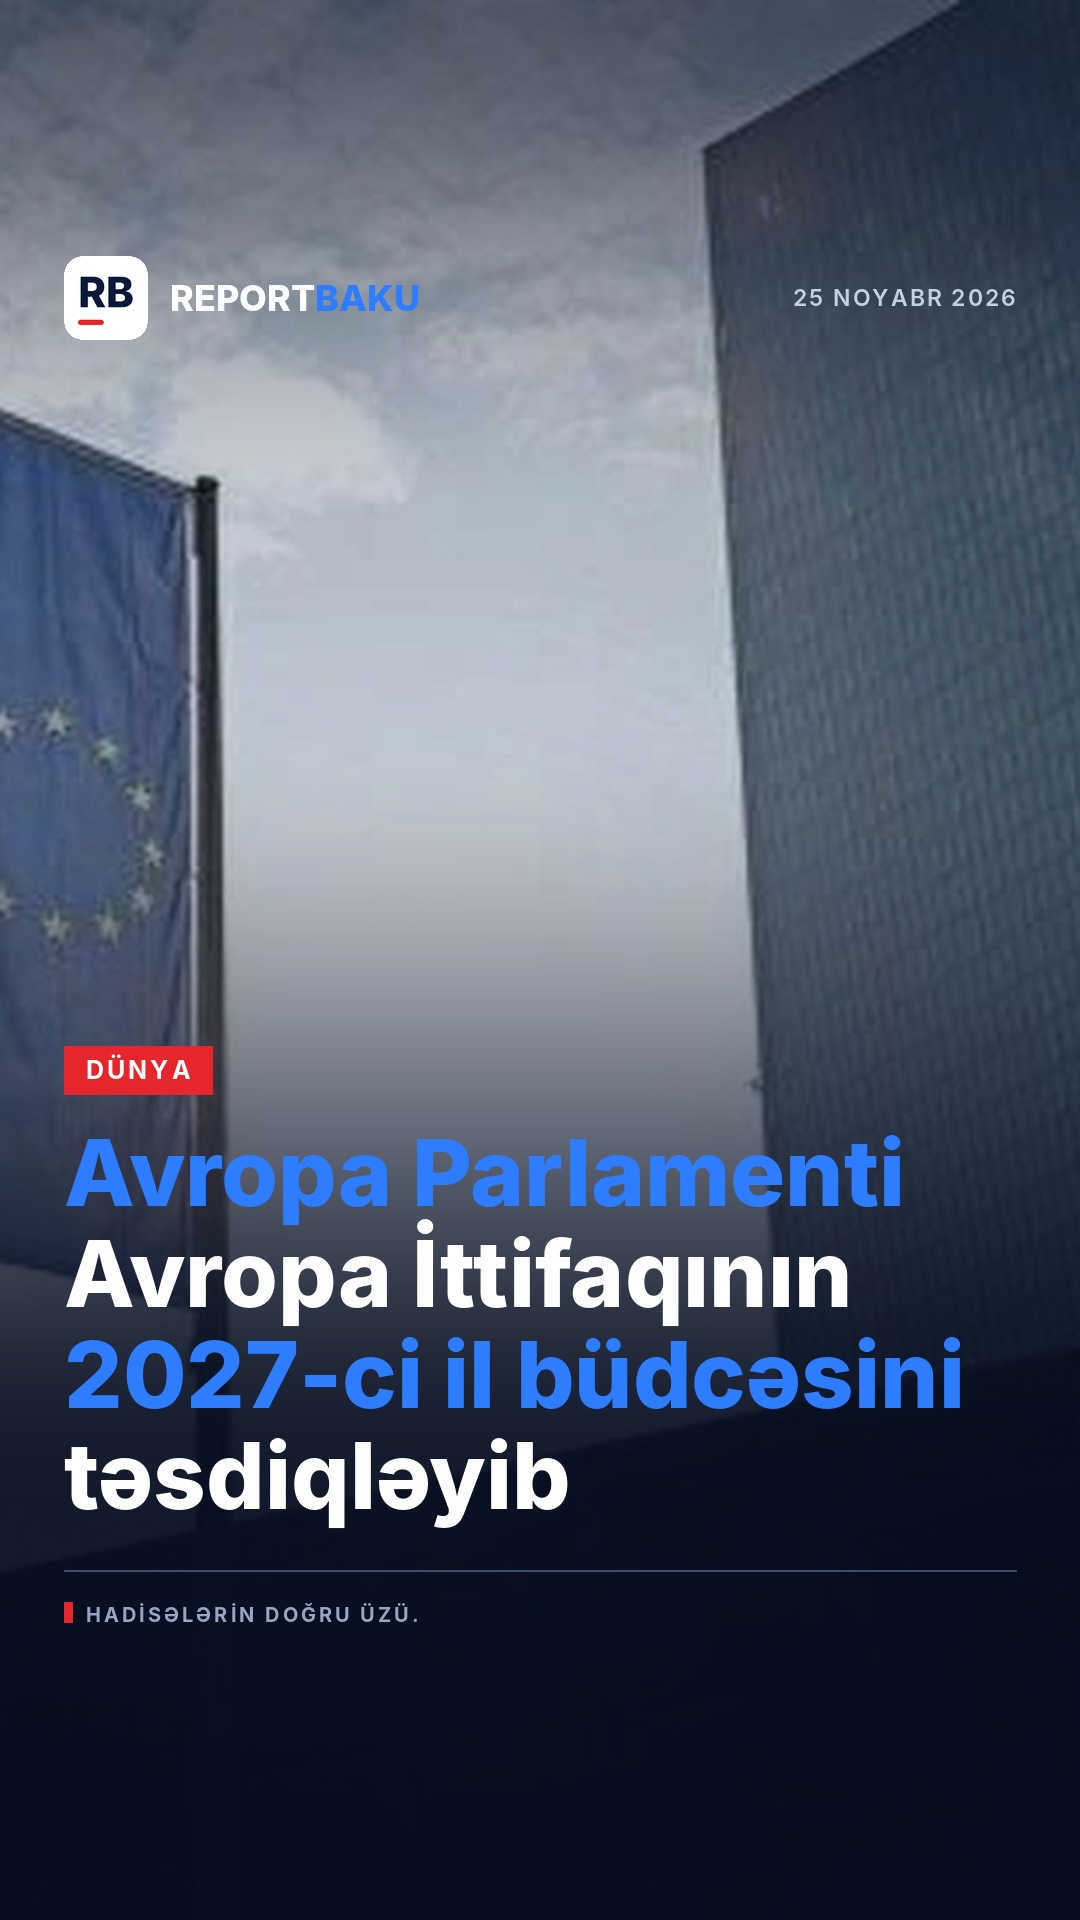 RB
REPORTBAKU
25 NOYABR 2026
DÜNYA
Avropa Parlamenti
Avropa İttifaqının
2027-ci il büdcəsini
təsdiqləyib
HADİSƏLƏRİN DOĞRU ÜZÜ.